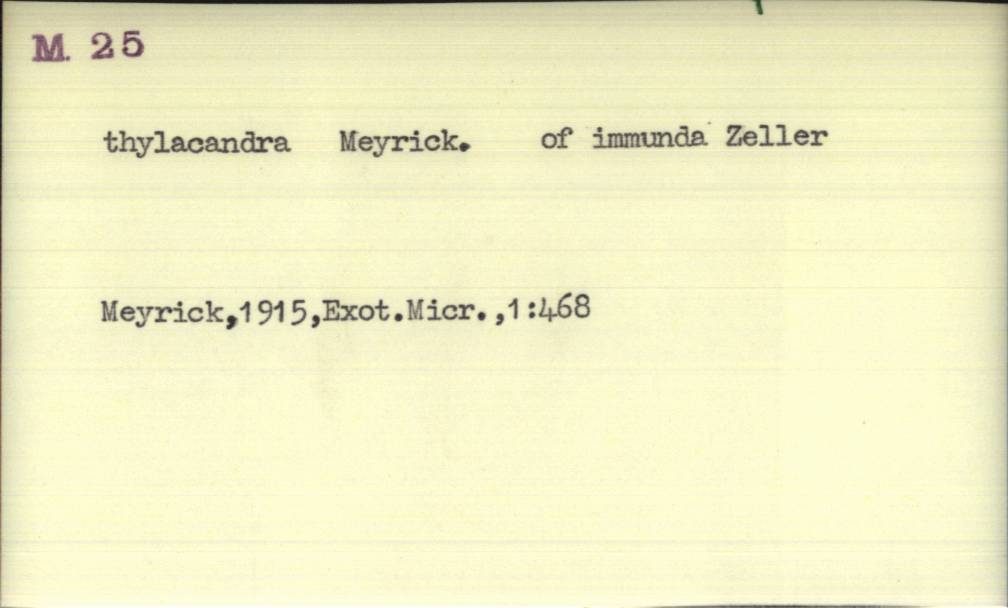 M. 25
thylacandra Meyrick. of immunda Zeller
Meyrick,1915,Exot.Micr.,1:468